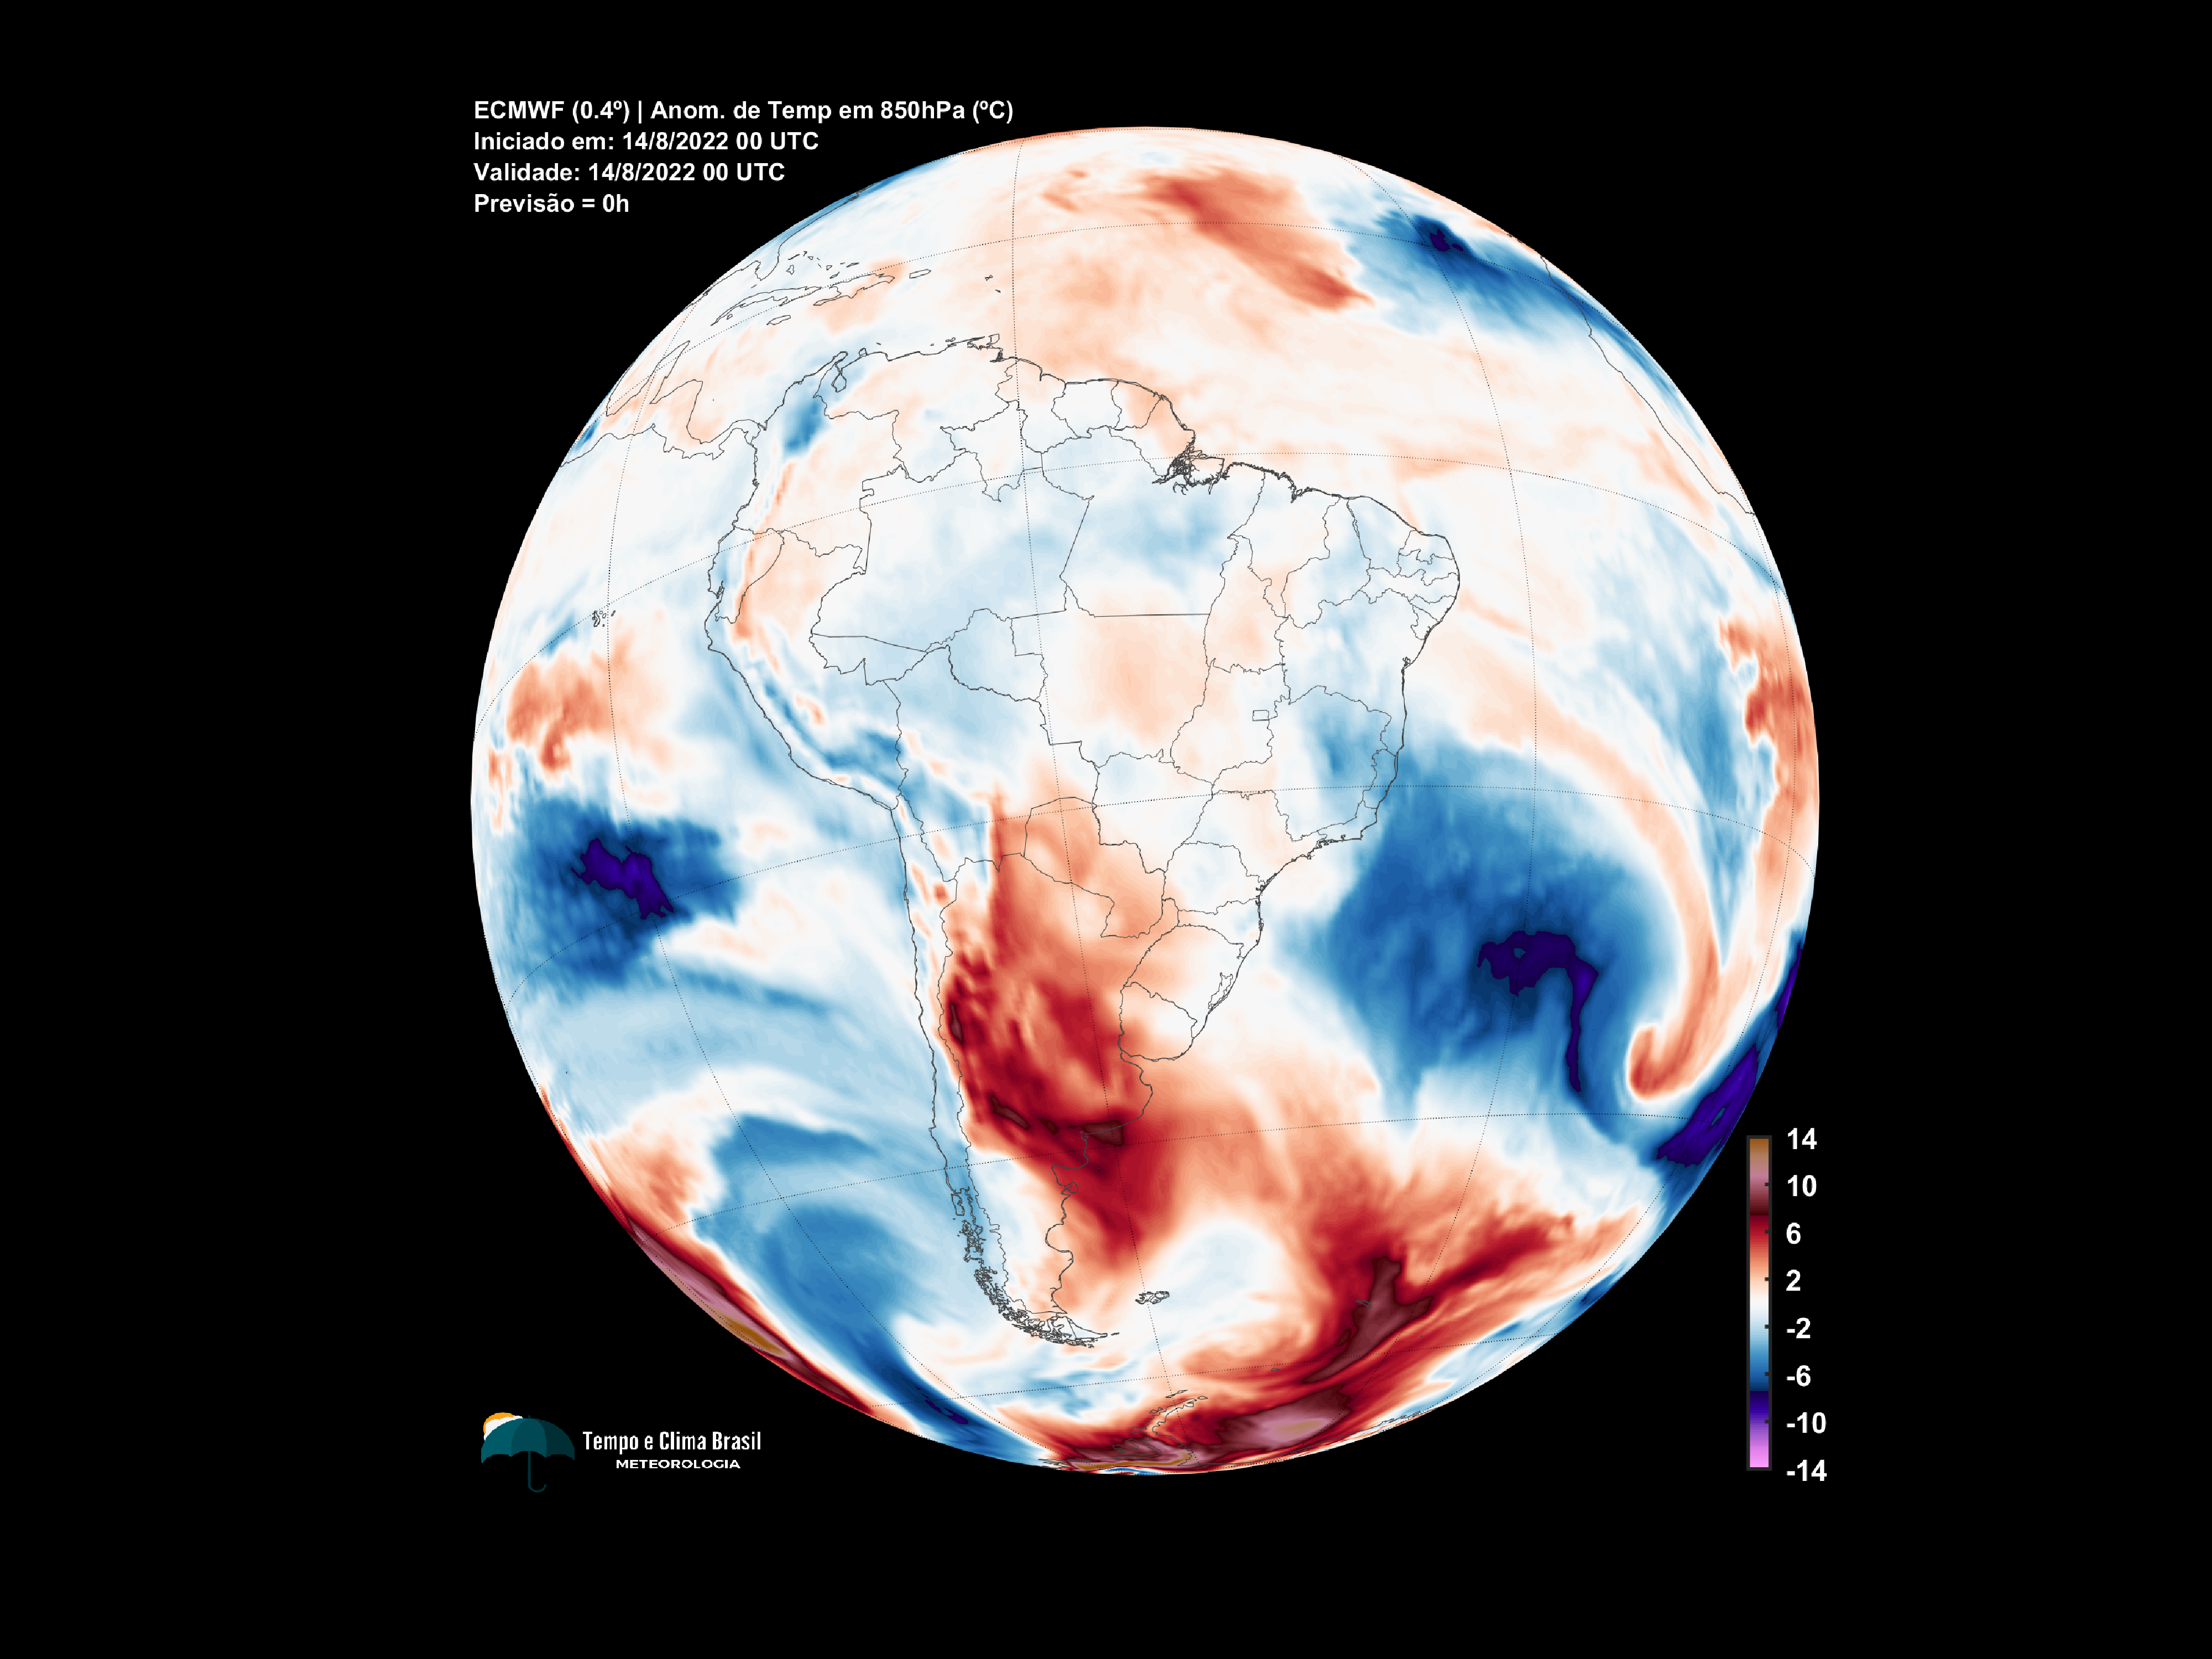 ECMWF (0.4º) | Anom. de Temp em 850hPa (ºC)
Iniciado em: 14/8/2022 00 UTC
Validade: 14/8/2022 00 UTC
Previsão = 0h
14
10
6
2
-2
-6
-10
-14
Tempo e Clima Brasil
METEOROLOGIA